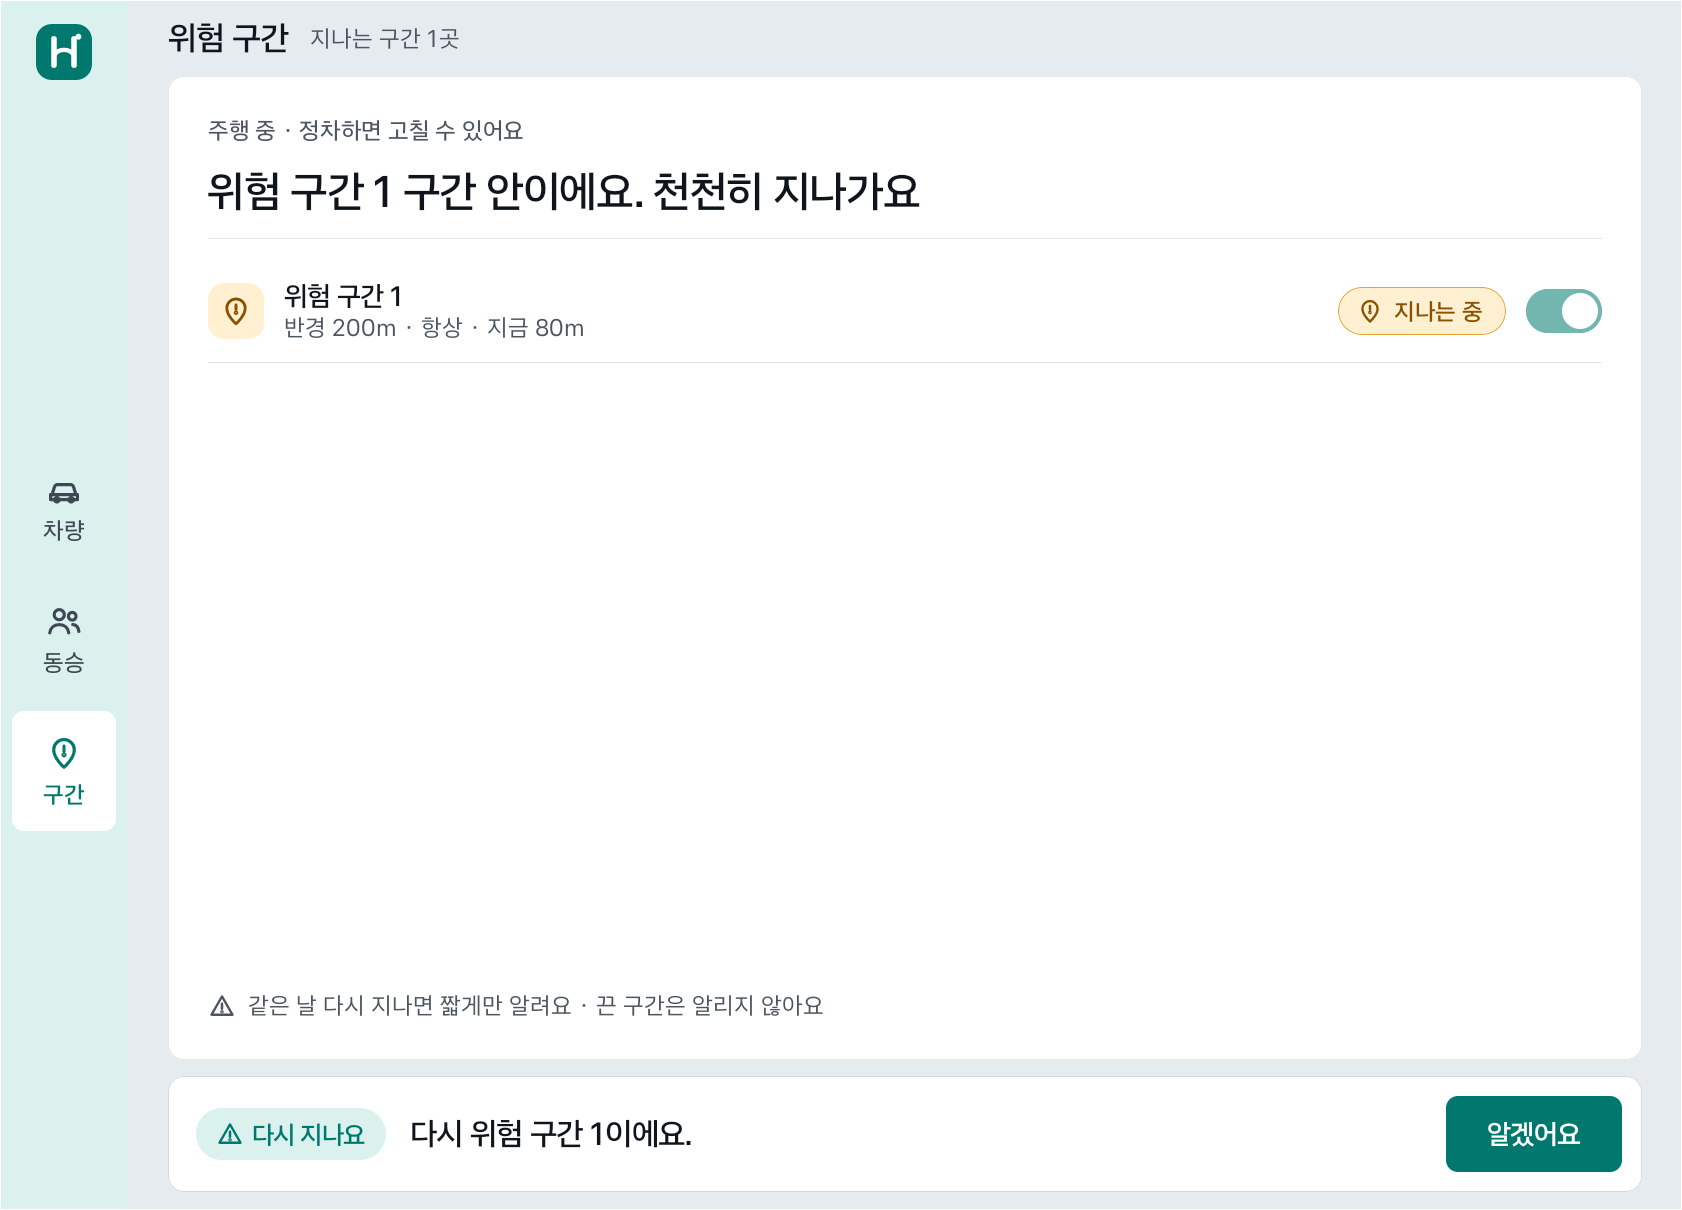 위험 구간 지나는 구간 1곳
주행 중 · 정차하면 고칠 수 있어요
위험 구간 1 구간 안이에요. 천천히 지나가요
위험 구간 1
반경 200m · 항상 · 지금 80m
지나는 중
차량
동승
구간
같은 날 다시 지나면 짧게만 알려요 · 끈 구간은 알리지 않아요
다시 지나요 다시 위험 구간 1이에요.
알겠어요